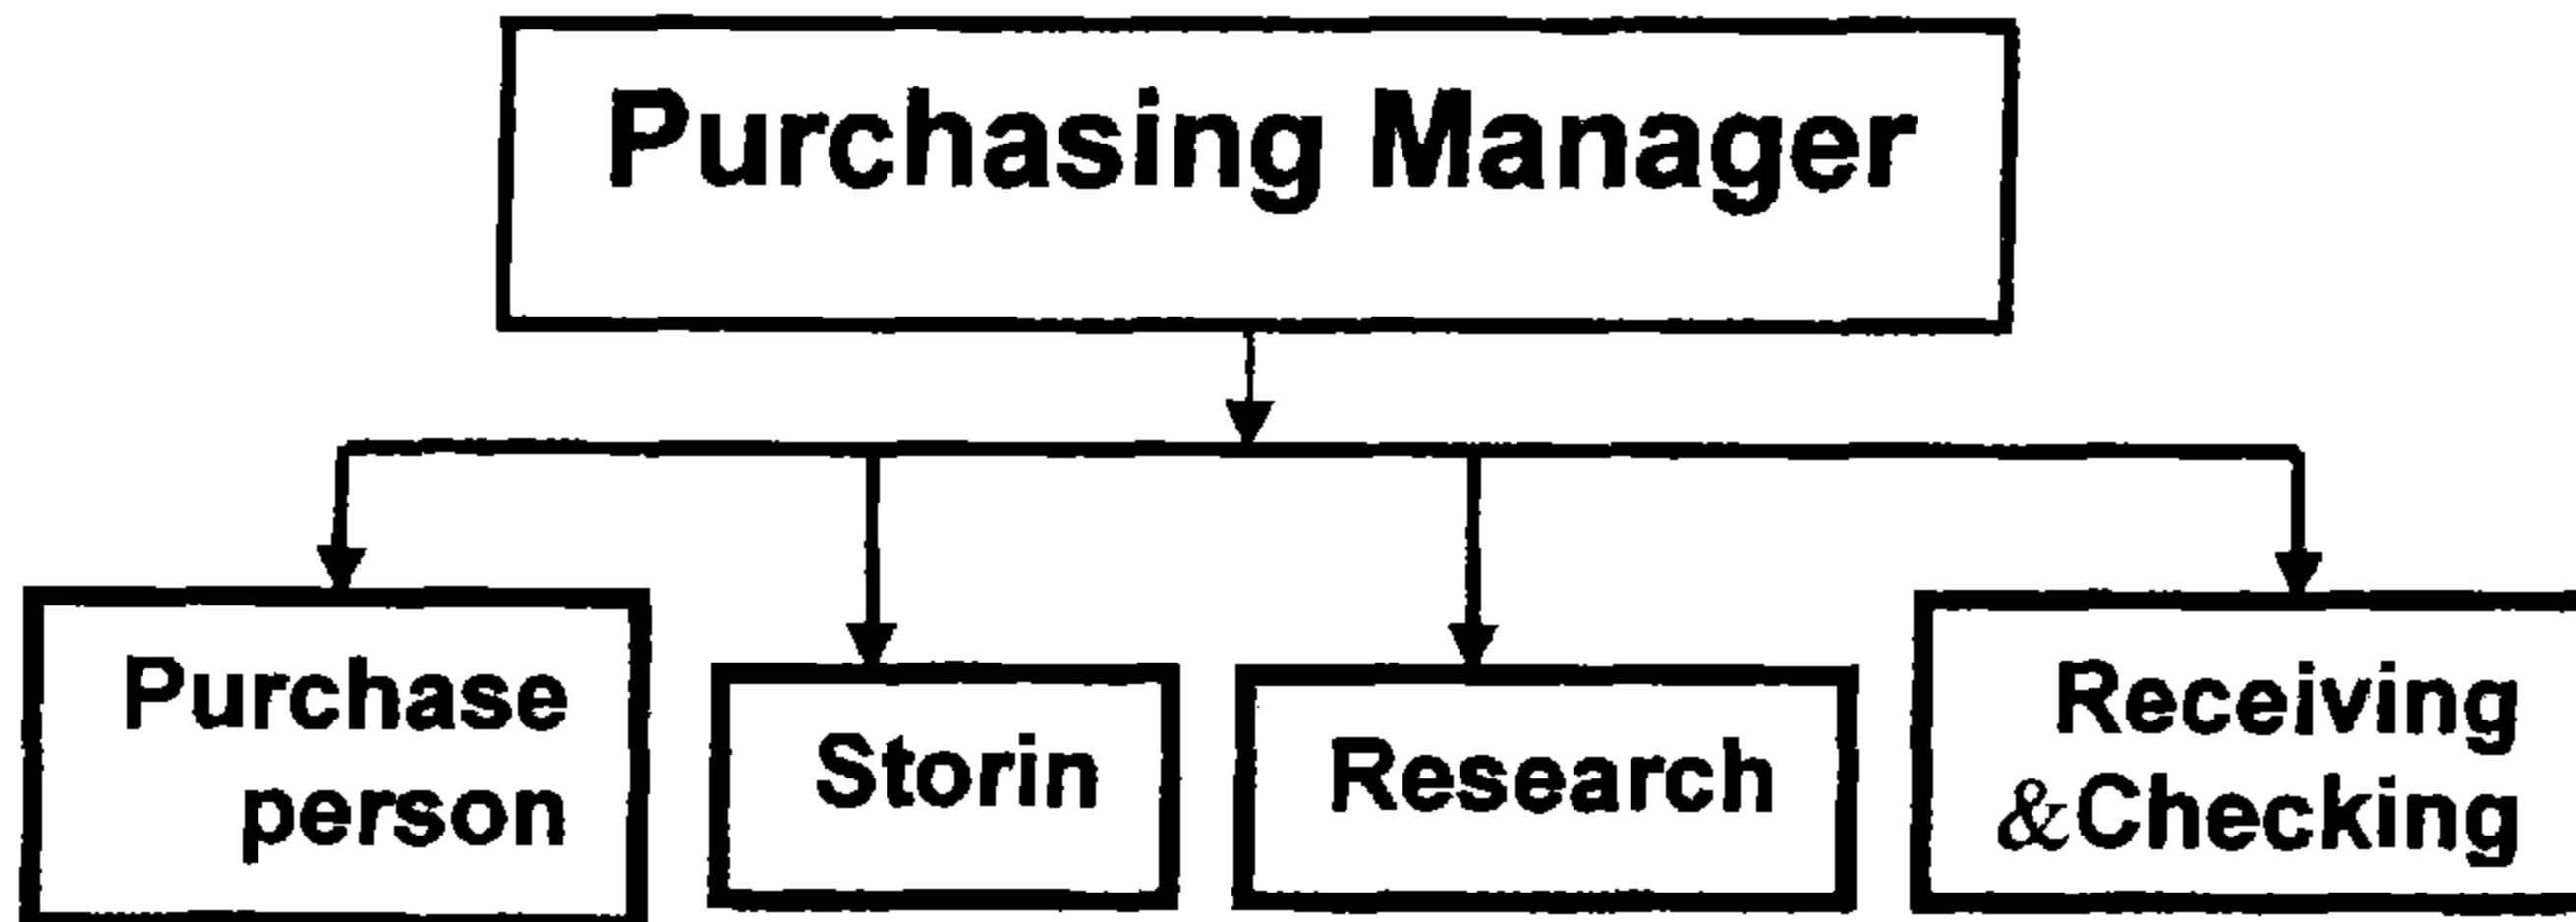 Purchasing Manager
Purchase
person
Storin
Research
Receiving
&Checking